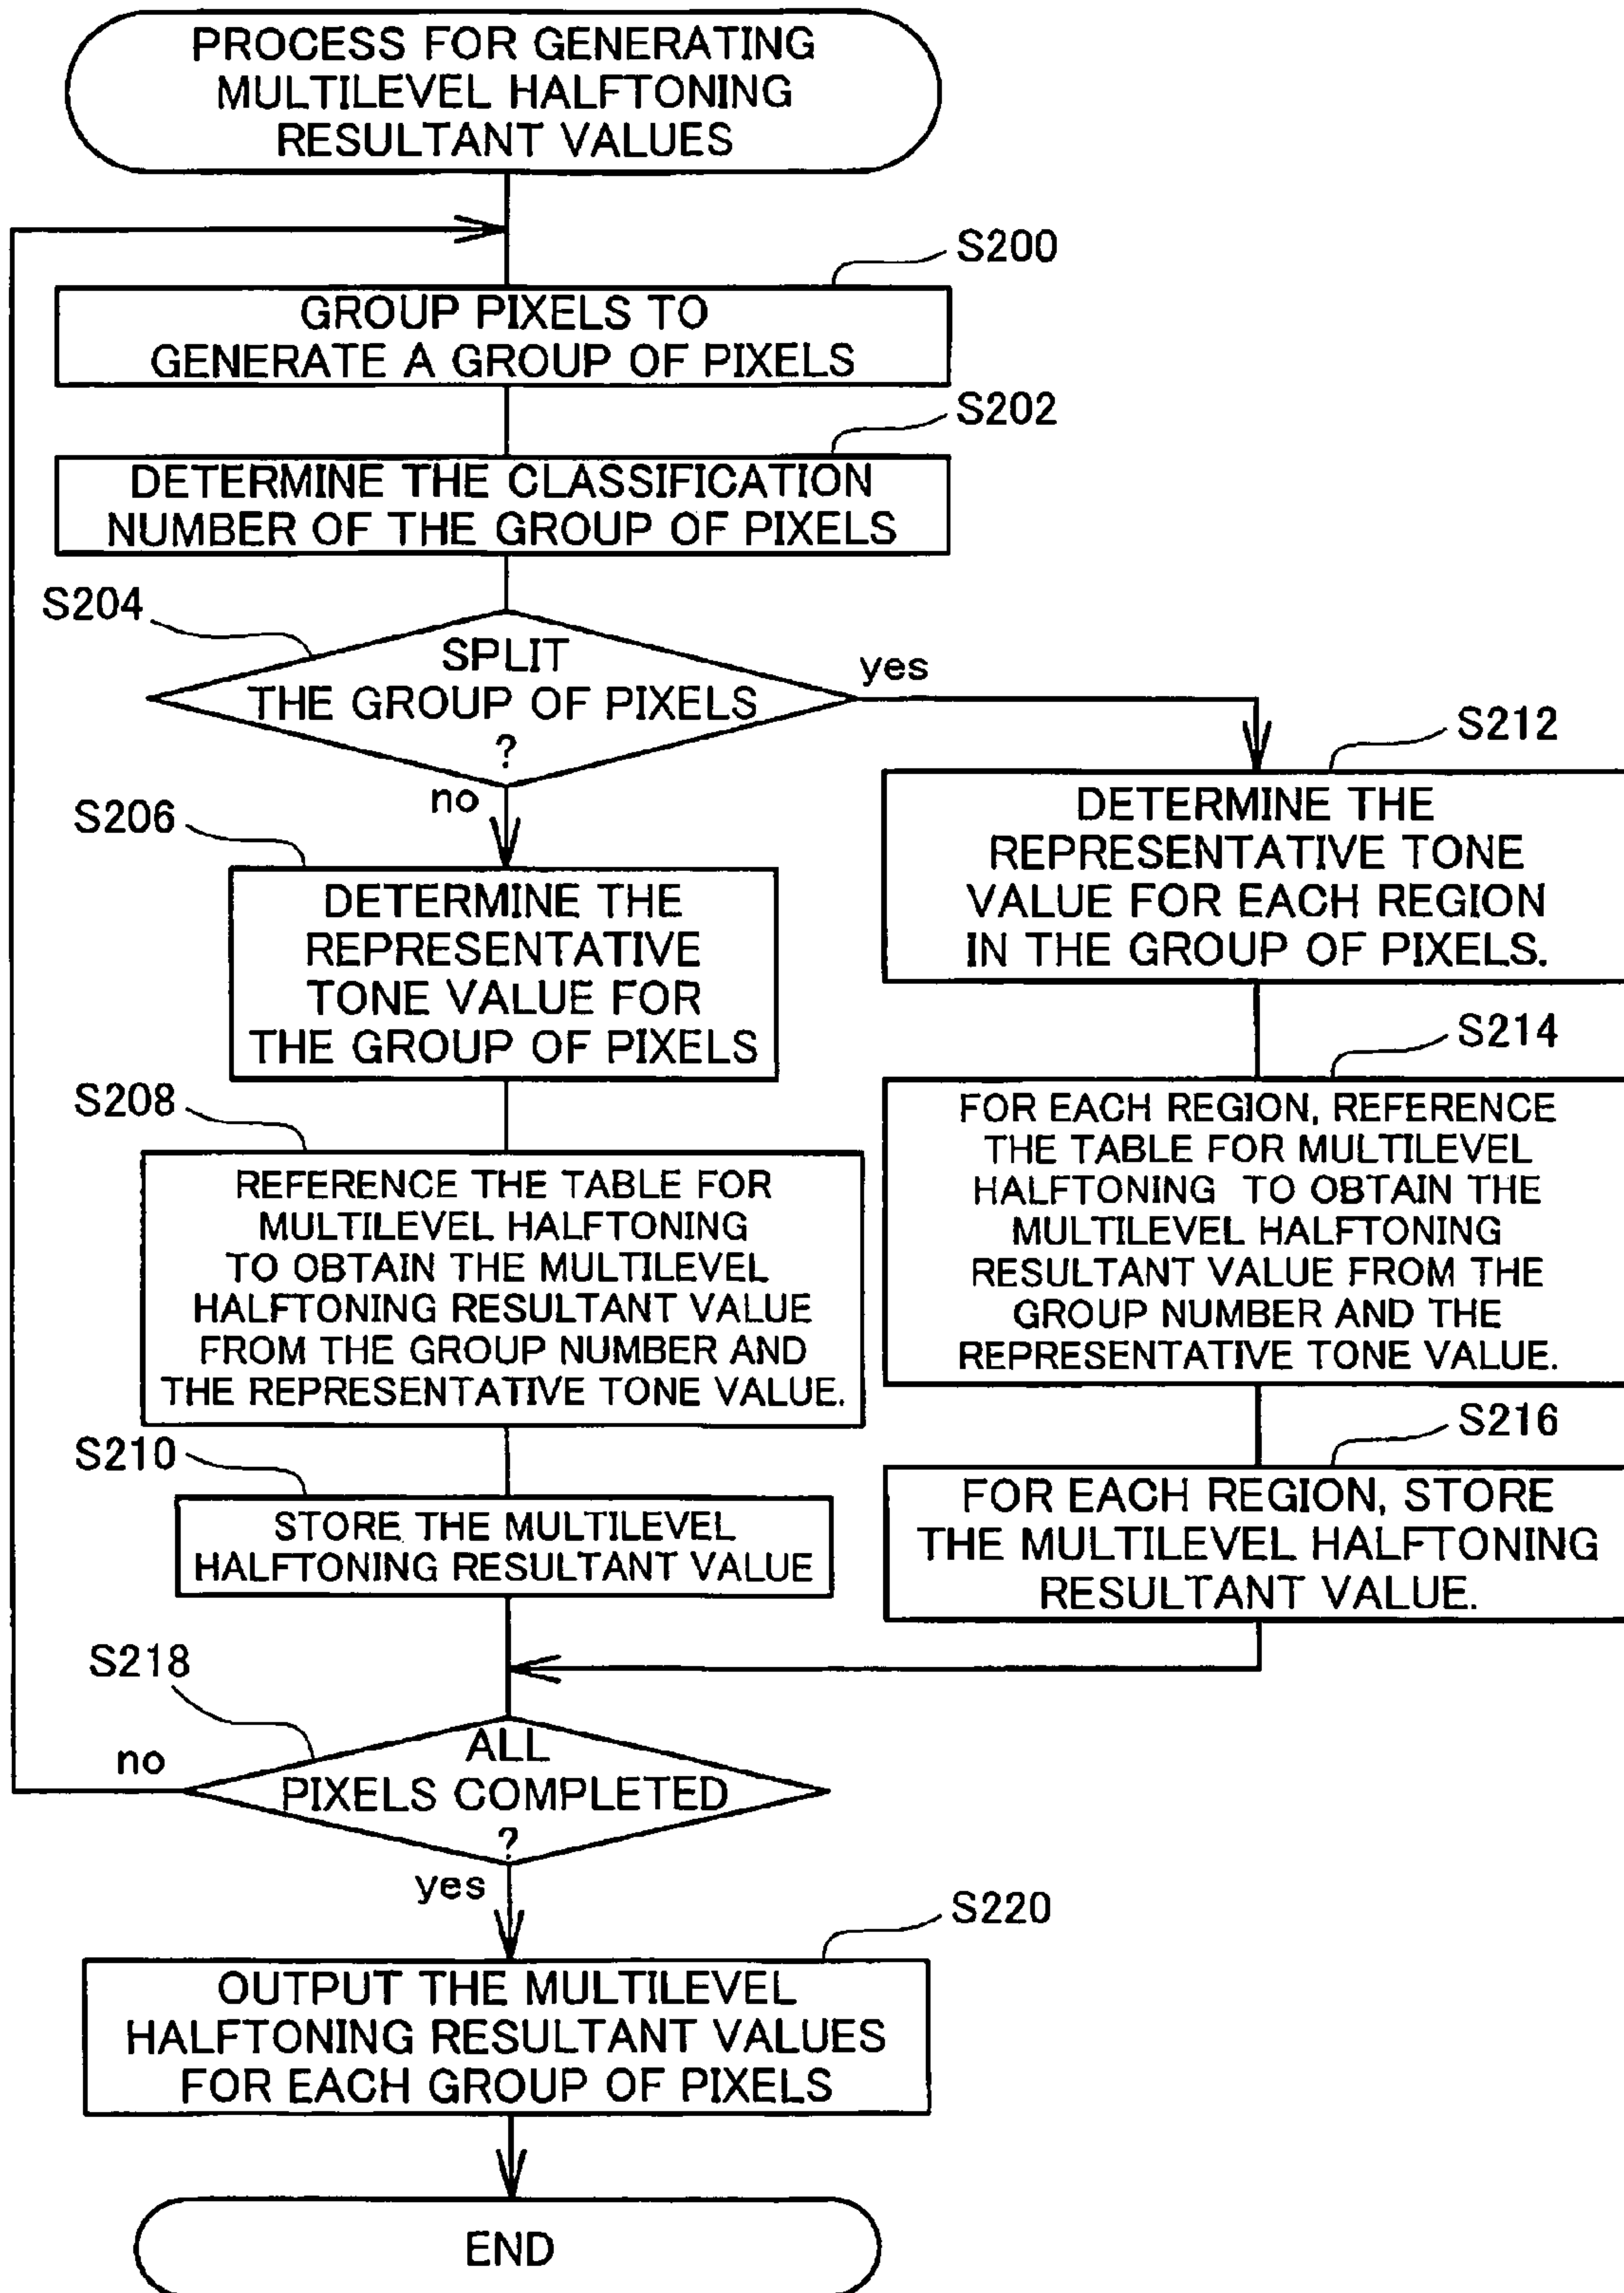 PROCESS FOR GENERATING
MULTILEVEL HALFTONING
RESULTANT VALUES
S200
GROUP PIXELS TO
GENERATE A GROUP OF PIXELS
S202
DETERMINE THE CLASSIFICATION
NUMBER OF THE GROUP OF PIXELS
S204
SPLIT
THE GROUP OF PIXELS
?
yes
no
S206
DETERMINE THE
REPRESENTATIVE
TONE VALUE FOR
THE GROUP OF PIXELS
S208
REFERENCE THE TABLE FOR
MULTILEVEL HALFTONING
TO OBTAIN THE MULTILEVEL
HALFTONING RESULTANT VALUE
FROM THE GROUP NUMBER AND
THE REPRESENTATIVE TONE VALUE.
S210
STORE THE MULTILEVEL
HALFTONING RESULTANT VALUE
S212
DETERMINE THE
REPRESENTATIVE TONE
VALUE FOR EACH REGION
IN THE GROUP OF PIXELS.
S214
FOR EACH REGION, REFERENCE
THE TABLE FOR MULTILEVEL
HALFTONING TO OBTAIN THE
MULTILEVEL HALFTONING
RESULTANT VALUE FROM THE
GROUP NUMBER AND THE
REPRESENTATIVE TONE VALUE.
S216
FOR EACH REGION, STORE
THE MULTILEVEL HALFTONING
RESULTANT VALUE.
S218
ALL
PIXELS COMPLETED
?
no
yes
S220
OUTPUT THE MULTILEVEL
HALFTONING RESULTANT VALUES
FOR EACH GROUP OF PIXELS
END